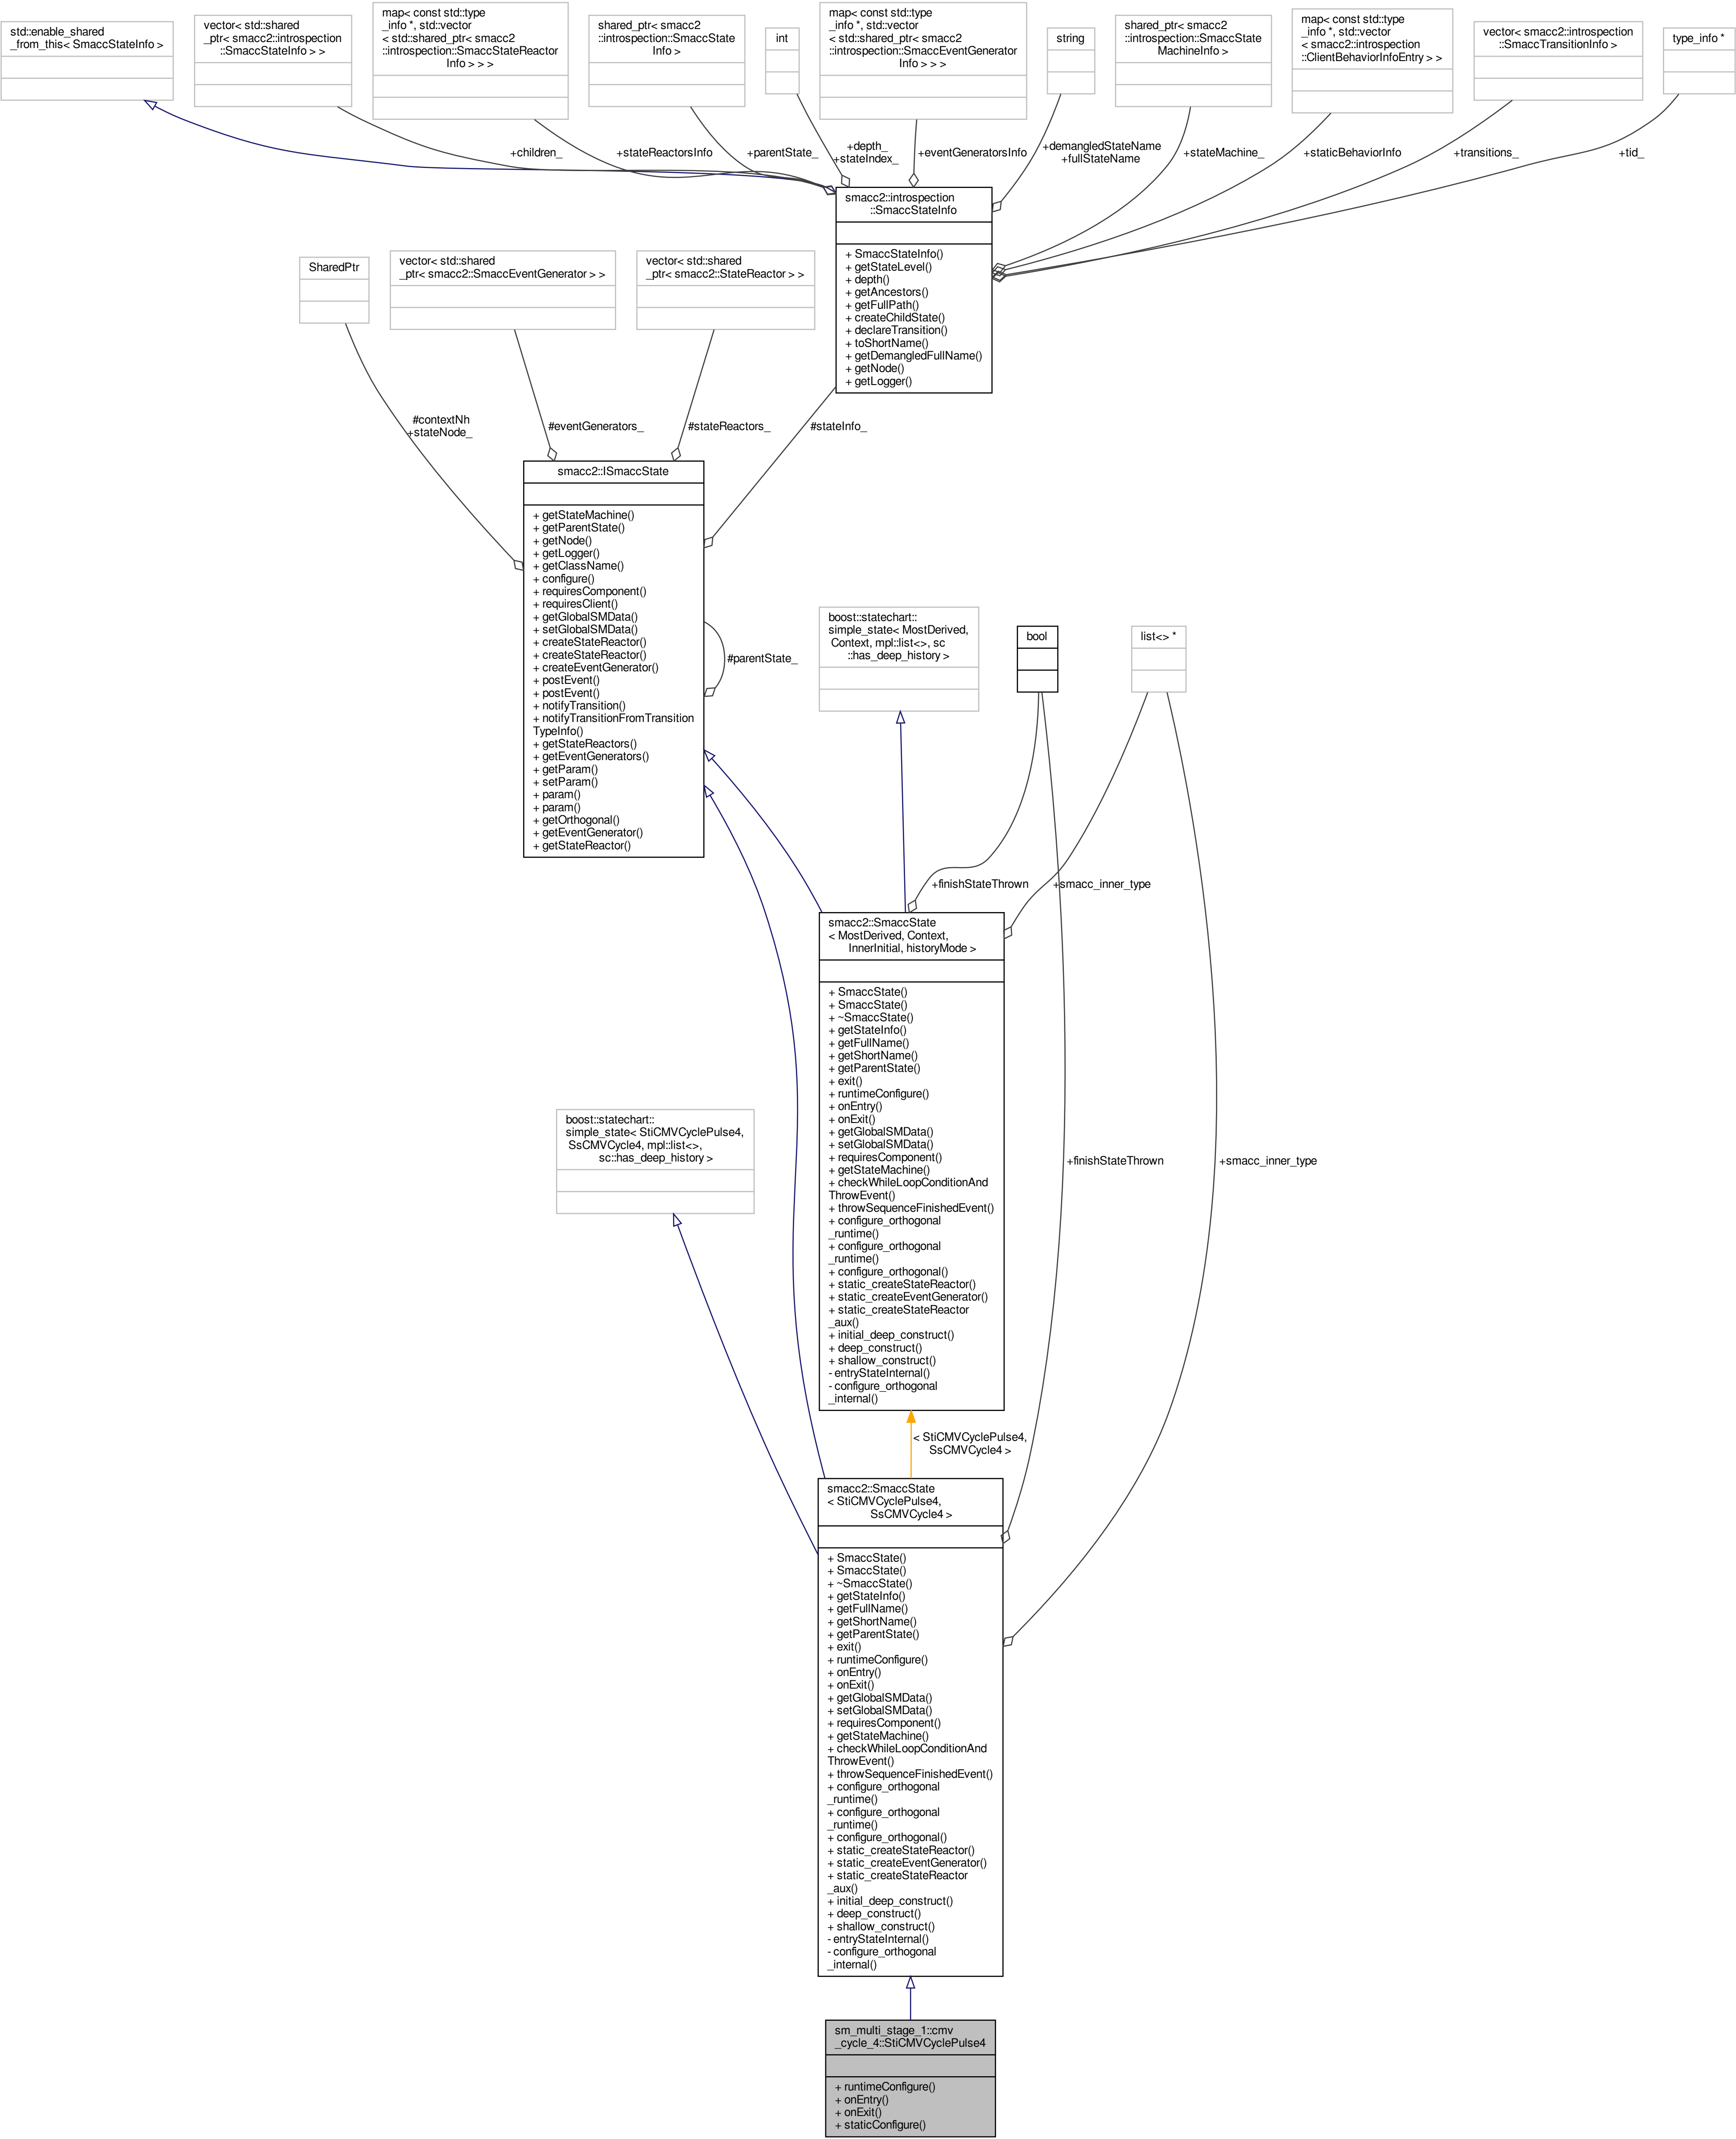 std::enable_shared
_from_this< SmaccStateInfo >
vector< std::shared
_ptr< smacc2::introspection
::SmaccStateInfo > >
map< const std::type
_info *, std::vector
< std::shared_ptr< smacc2
::introspection::SmaccStateReactor
Info > > >
shared_ptr< smacc2
::introspection::SmaccState
Info >
int
map< const std::type
_info *, std::vector
< std::shared_ptr< smacc2
::introspection::SmaccEventGenerator
Info > > >
string
shared_ptr< smacc2
::introspection::SmaccState
MachineInfo >
map< const std::type
_info *, std::vector
< smacc2::introspection
::ClientBehaviorInfoEntry > >
vector< smacc2::introspection
::SmaccTransitionInfo >
type_info *
+children_
+stateReactorsInfo
+parentState_
+depth_
+stateIndex_
+eventGeneratorsInfo
+demangledStateName
+fullStateName
+stateMachine_
+staticBehaviorInfo
+transitions_
+tid_
smacc2::introspection
::SmaccStateInfo
+ SmaccStateInfo()
+ getStateLevel()
+ depth()
+ getAncestors()
+ getFullPath()
+ createChildState()
+ declareTransition()
+ toShortName()
+ getDemangledFullName()
+ getNode()
+ getLogger()
SharedPtr
vector< std::shared
_ptr< smacc2::SmaccEventGenerator > >
vector< std::shared
_ptr< smacc2::StateReactor > >
#contextNh
+stateNode_
#eventGenerators_
#stateReactors_
#stateInfo_
smacc2::ISmaccState
+ getStateMachine()
+ getParentState()
+ getNode()
+ getLogger()
+ getClassName()
+ configure()
+ requiresComponent()
+ requiresClient()
+ getGlobalSMData()
+ setGlobalSMData()
+ createStateReactor()
+ createStateReactor()
+ createEventGenerator()
+ postEvent()
+ postEvent()
+ notifyTransition()
+ notifyTransitionFromTransition
TypeInfo()
+ getStateReactors()
+ getEventGenerators()
+ getParam()
+ setParam()
+ param()
+ param()
+ getOrthogonal()
+ getEventGenerator()
+ getStateReactor()
#parentState_
boost::statechart::
simple_state< MostDerived,
Context, mpl::list<>, sc
::has_deep_history >
bool
list<> *
+finishStateThrown
+smacc_inner_type
smacc2::SmaccState
< MostDerived, Context,
InnerInitial, historyMode >
+ SmaccState()
+ SmaccState()
+ ~SmaccState()
+ getStateInfo()
+ getFullName()
+ getShortName()
+ getParentState()
+ exit()
+ runtimeConfigure()
+ onEntry()
+ onExit()
+ getGlobalSMData()
+ setGlobalSMData()
+ requiresComponent()
+ getStateMachine()
+ checkWhileLoopConditionAnd
ThrowEvent()
+ throwSequenceFinishedEvent()
+ configure_orthogonal
_runtime()
+ configure_orthogonal
_runtime()
+ configure_orthogonal()
+ static_createStateReactor()
+ static_createEventGenerator()
+ static_createStateReactor
_aux()
+ initial_deep_construct()
+ deep_construct()
+ shallow_construct()
- entryStateInternal()
- configure_orthogonal
_internal()
boost::statechart::
simple_state< StiCMVCyclePulse4,
SsCMVCycle4, mpl::list<>,
sc::has_deep_history >
+finishStateThrown
+smacc_inner_type
< StiCMVCyclePulse4,
SsCMVCycle4 >
smacc2::SmaccState
< StiCMVCyclePulse4,
SsCMVCycle4 >
+ SmaccState()
+ SmaccState()
+ ~SmaccState()
+ getStateInfo()
+ getFullName()
+ getShortName()
+ getParentState()
+ exit()
+ runtimeConfigure()
+ onEntry()
+ onExit()
+ getGlobalSMData()
+ setGlobalSMData()
+ requiresComponent()
+ getStateMachine()
+ checkWhileLoopConditionAnd
ThrowEvent()
+ throwSequenceFinishedEvent()
+ configure_orthogonal
_runtime()
+ configure_orthogonal
_runtime()
+ configure_orthogonal()
+ static_createStateReactor()
+ static_createEventGenerator()
+ static_createStateReactor
_aux()
+ initial_deep_construct()
+ deep_construct()
+ shallow_construct()
- entryStateInternal()
- configure_orthogonal
_internal()
sm_multi_stage_1::cmv
_cycle_4::StiCMVCyclePulse4
+ runtimeConfigure()
+ onEntry()
+ onExit()
+ staticConfigure()